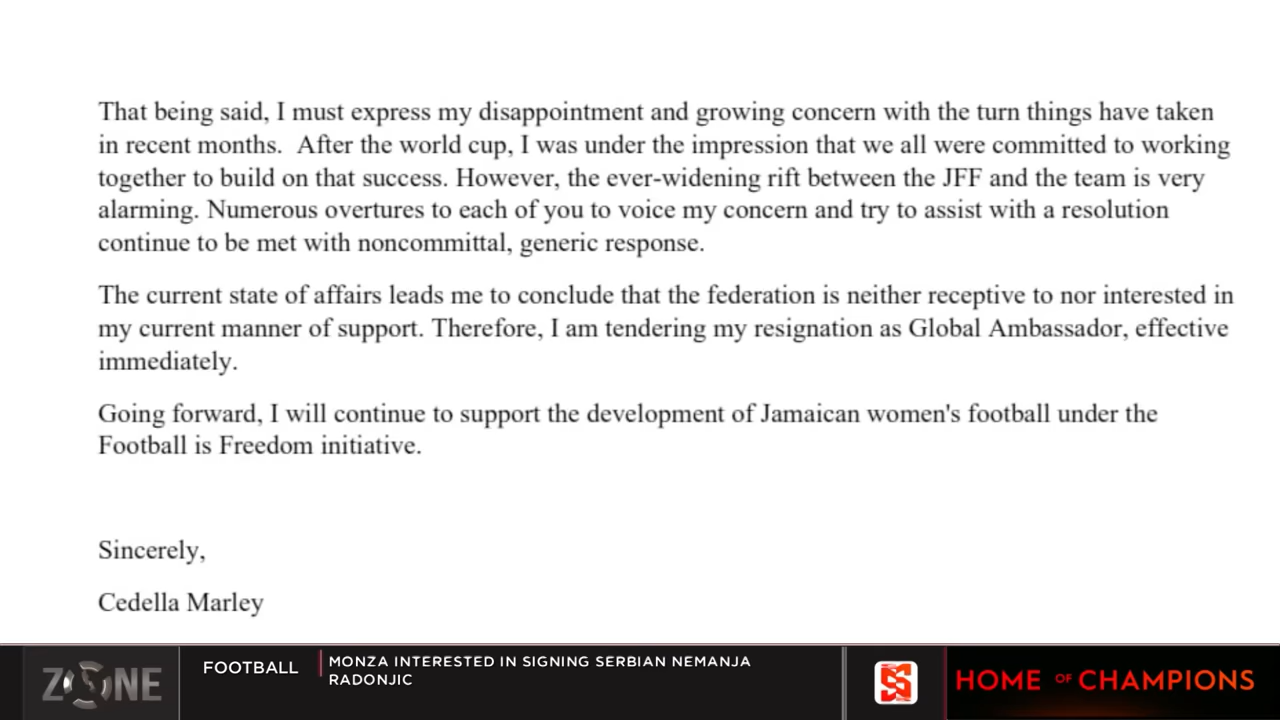 That being said, I must express my disappointment and growing concern with the turn things have taken
in recent months.  After the world cup, I was under the impression that we all were committed to working
together to build on that success. However, the ever-widening rift between the JFF and the team is very
alarming. Numerous overtures to each of you to voice my concern and try to assist with a resolution
continue to be met with noncommittal, generic response.
The current state of affairs leads me to conclude that the federation is neither receptive to nor interested in
my current manner of support. Therefore, I am tendering my resignation as Global Ambassador, effective
immediately.
Going forward, I will continue to support the development of Jamaican women's football under the
Football is Freedom initiative.
Sincerely,
Cedella Marley
ZONE
FOOTBALL
MONZA INTERESTED IN SIGNING SERBIAN NEMANJA
RADONJIC
S
HOME OF CHAMPIONS